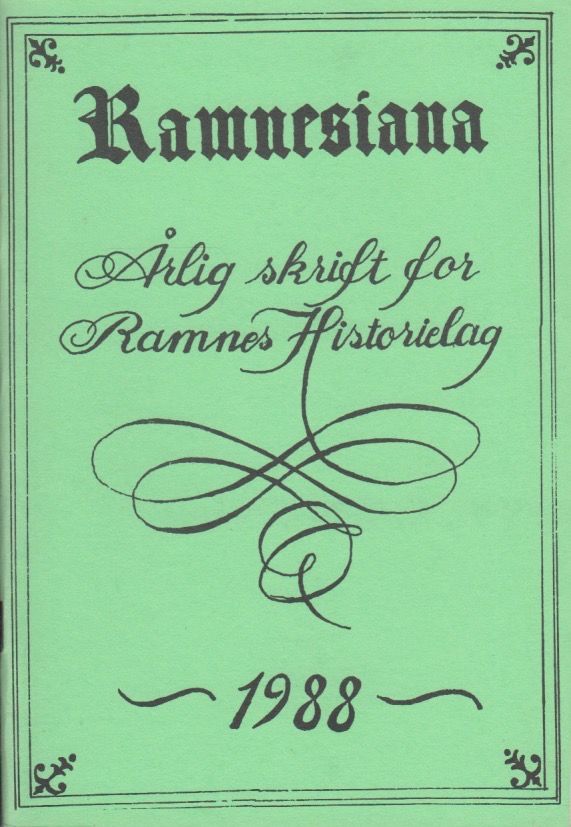 Ramnesiana
Årlig skrift for
Ramnes Historielag
~ 1988 ~